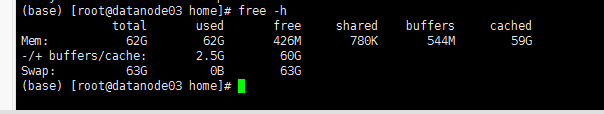 (base) [root@datanode03 home]# free -h
total used free shared buffers cached
Mem: 62G 62G 426M 780K 544M 59G
-/+ buffers/cache: 2.5G 60G
Swap: 63G 0B 63G
(base) [root@datanode03 home]#